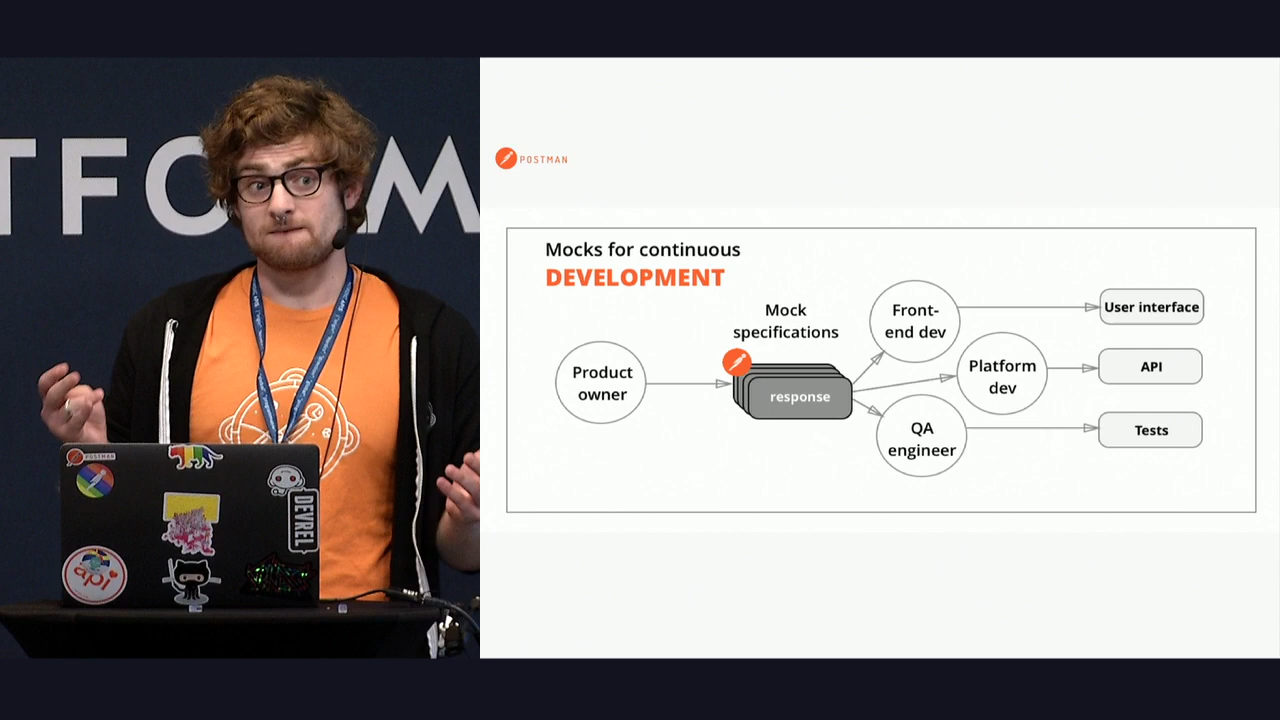 TFORM
POSTMAN
DEVREL
api
POSTMAN
Mocks for continuous
DEVELOPMENT
Mock
specifications
Product
owner
response
Front-
end dev
Platform
dev
QA
engineer
User interface
API
Tests